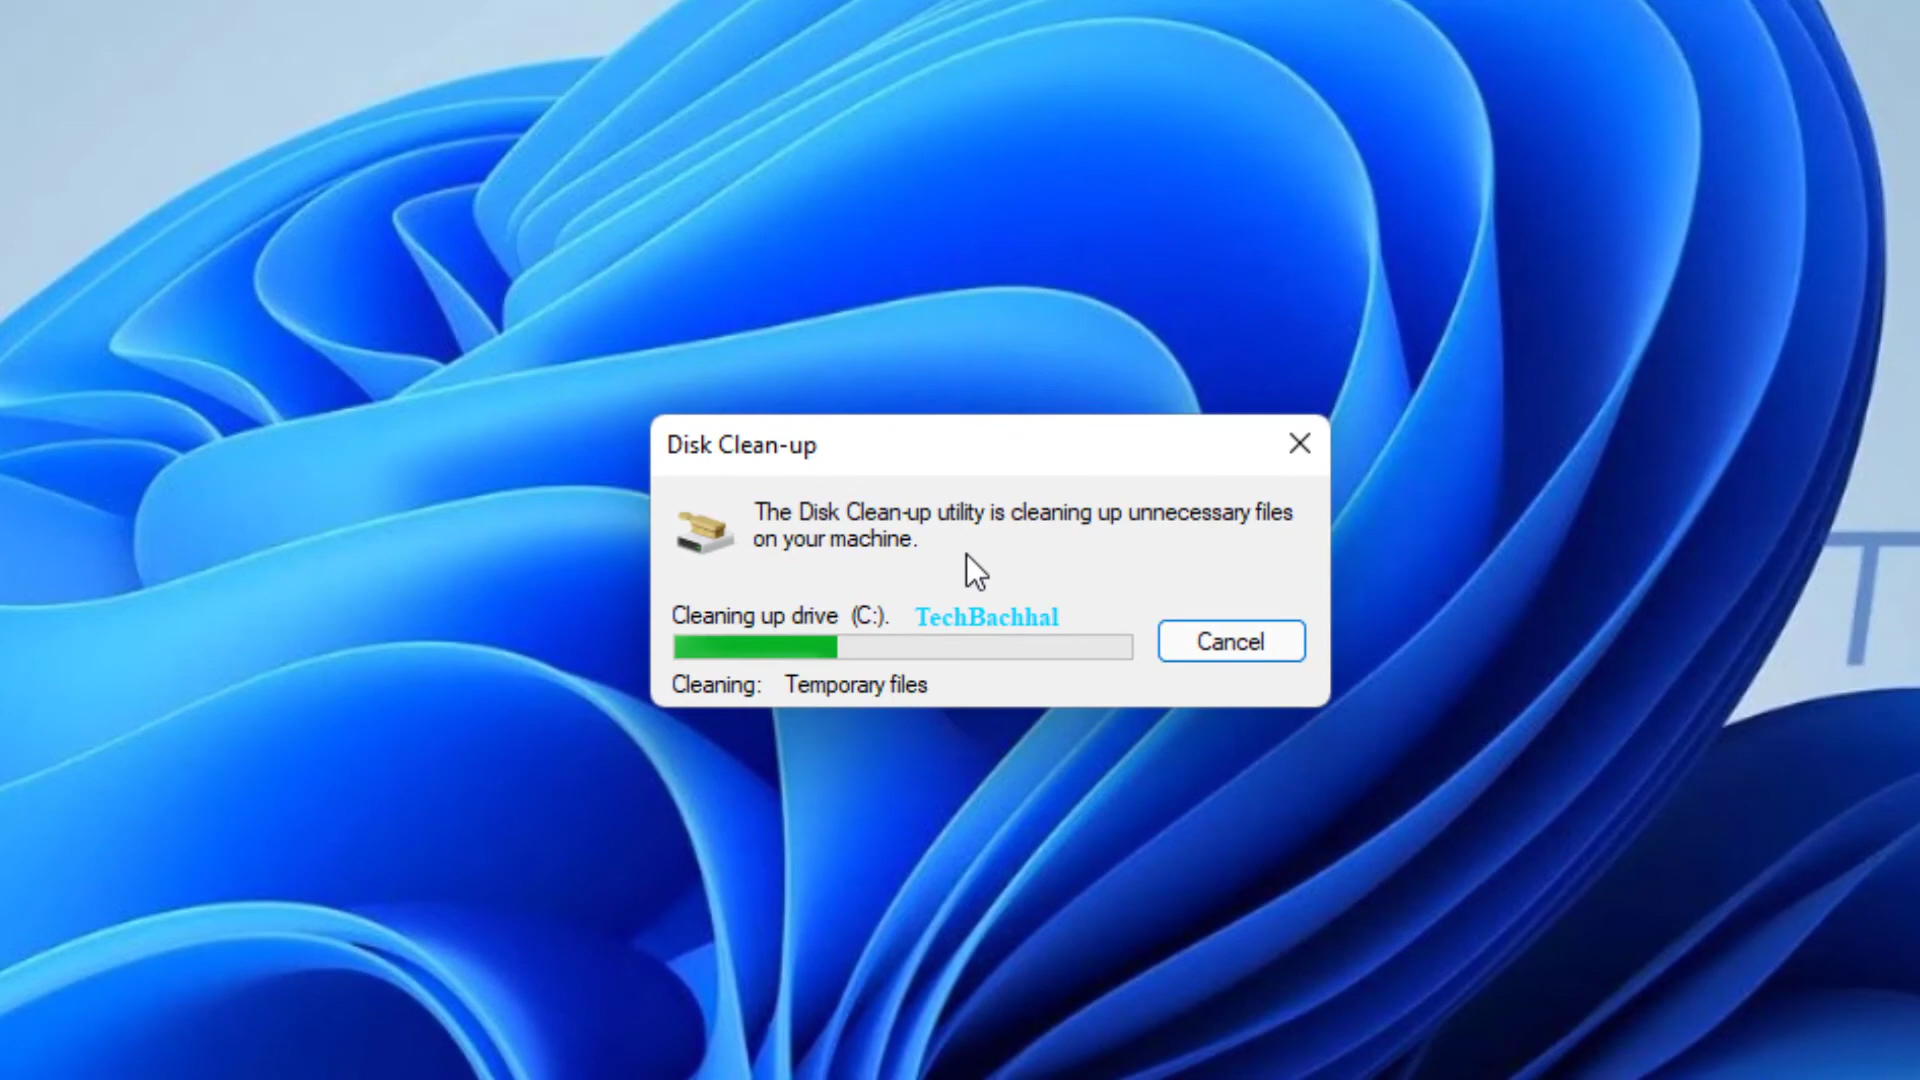 Disk Clean-up
The Disk Clean-up utility is cleaning up unnecessary files
on your machine.
Cleaning up drive (C:). TechBachhal
Cancel
Cleaning: Temporary files
T